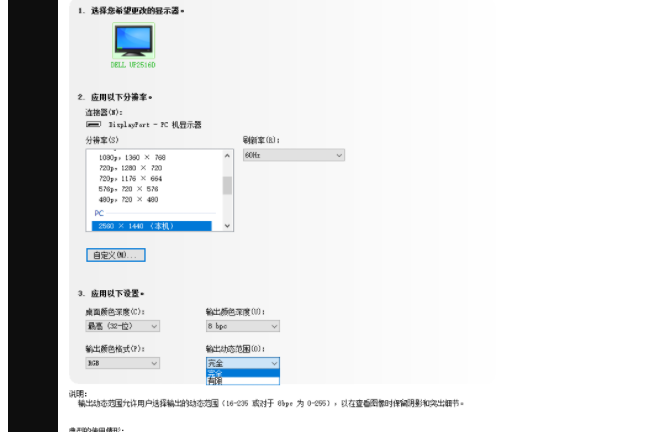 1. 选择您希望更改的显示器。
DELL UP2516D
2. 应用以下分辨率。
连接器(N):
DisplayPort - PC 机显示器
分辨率(S)
刷新率(R):
1080p, 1360 × 768
60Hz
720p, 1280 × 720
720p, 1176 × 664
576p, 720 × 576
480p, 720 × 480
PC
2560 × 1440 (本机)
自定义(M)...
3. 应用以下设置。
桌面颜色深度(C):
输出颜色深度(U):
最高 (32-位)
8 bpc
输出颜色格式(P):
输出动态范围(O):
RGB
完全
完全
有限
说明:
输出动态范围允许用户选择输出的动态范围 (16-235 或对于 8bpc 为 0-255), 以在查看图像时保留阴影和突出细节。
典型的使用情形: